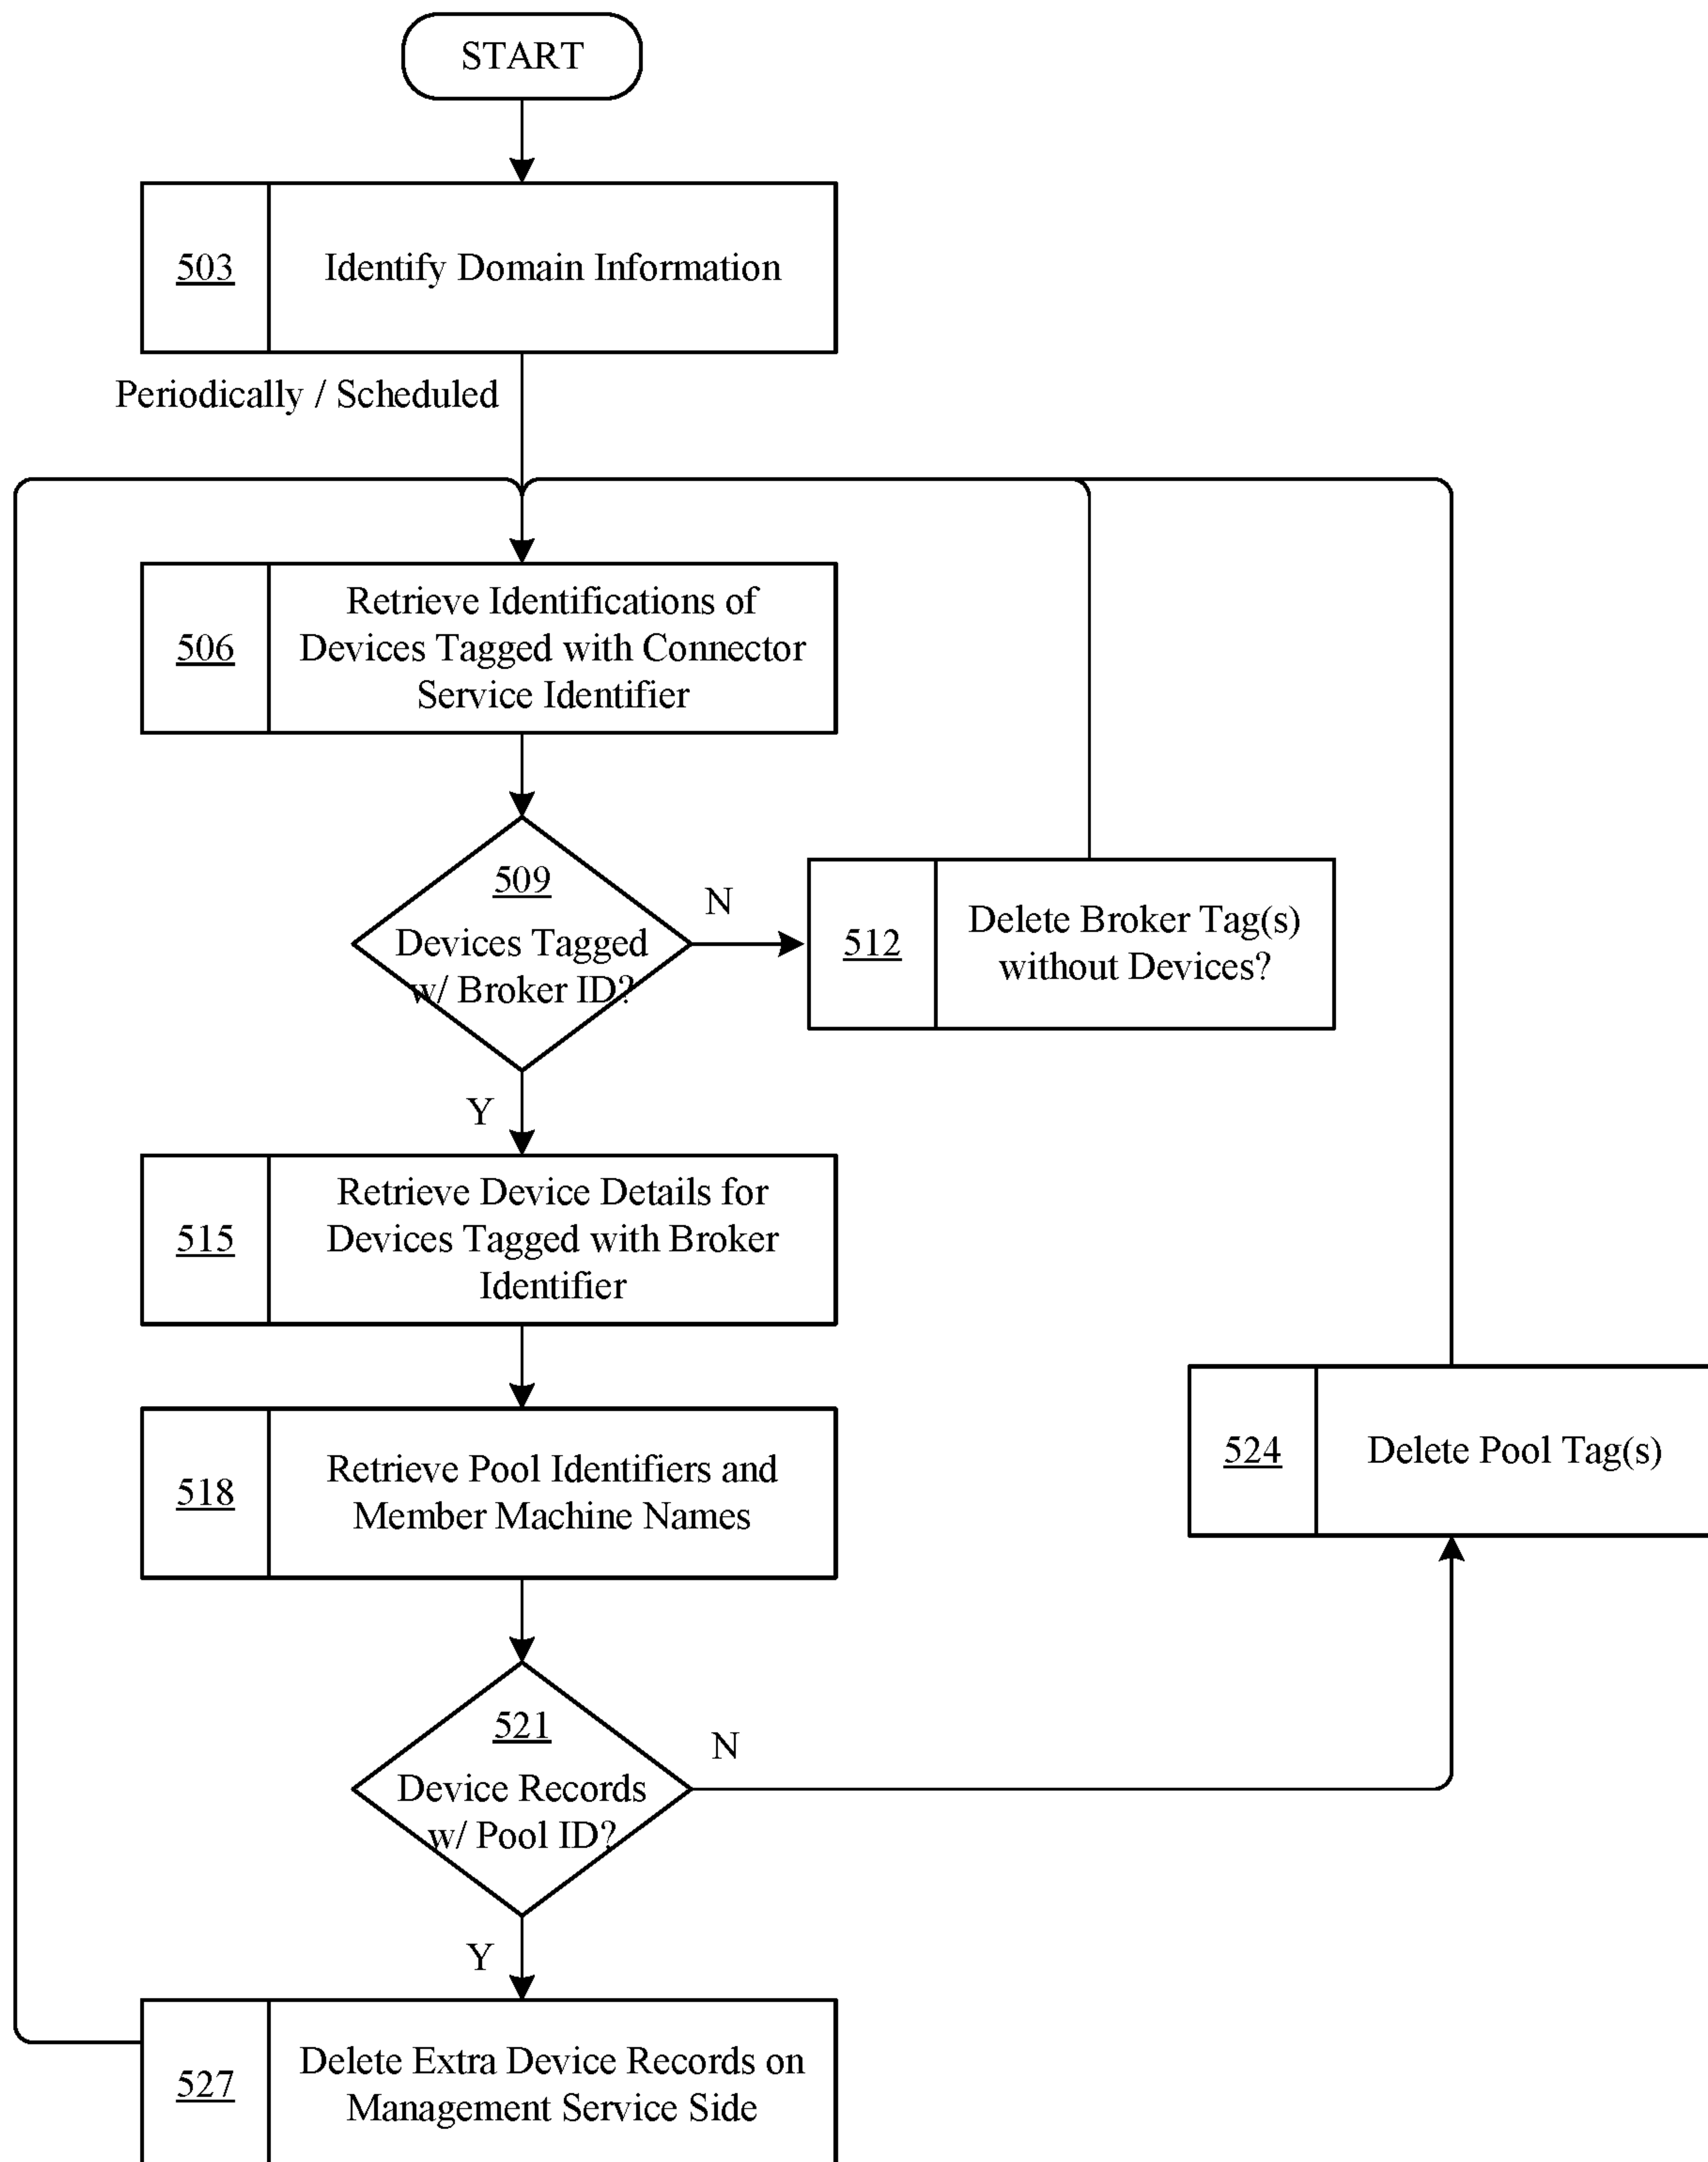 START
503
Identify Domain Information
Periodically / Scheduled
506
Retrieve Identifications of
Devices Tagged with Connector
Service Identifier
509
Devices Tagged
w/ Broker ID?
N
512
Delete Broker Tag(s)
without Devices?
Y
515
Retrieve Device Details for
Devices Tagged with Broker
Identifier
518
Retrieve Pool Identifiers and
Member Machine Names
524
Delete Pool Tag(s)
521
Device Records
w/ Pool ID?
N
Y
527
Delete Extra Device Records on
Management Service Side